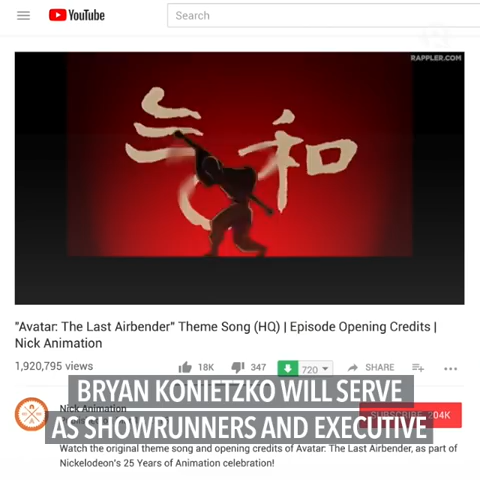 YouTube
Search
RAPPLER.COM
和
"Avatar: The Last Airbender" Theme Song (HQ) | Episode Opening Credits |
Nick Animation
1,920,795 views
18K
347
720
SHARE
BRYAN KONIETZKO WILL SERVE
Nick Animation
AS SHOWRUNNERS AND EXECUTIVE
Watch the original theme song and opening credits of Avatar: The Last Airbender, as part of
Nickelodeon's 25 Years of Animation celebration!